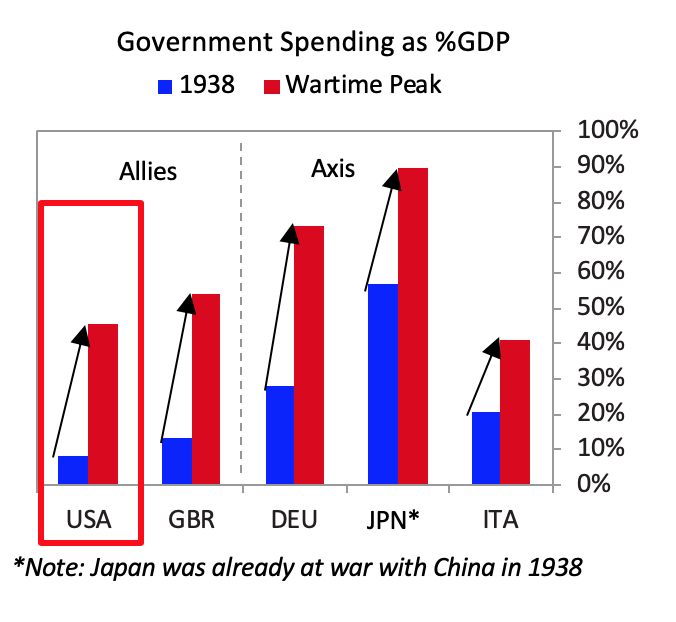 Government Spending as %GDP
1938 Wartime Peak
Allies Axis
100%
90%
80%
70%
60%
50%
40%
30%
20%
10%
0%
USA GBR DEU JPN* ITA
*Note: Japan was already at war with China in 1938